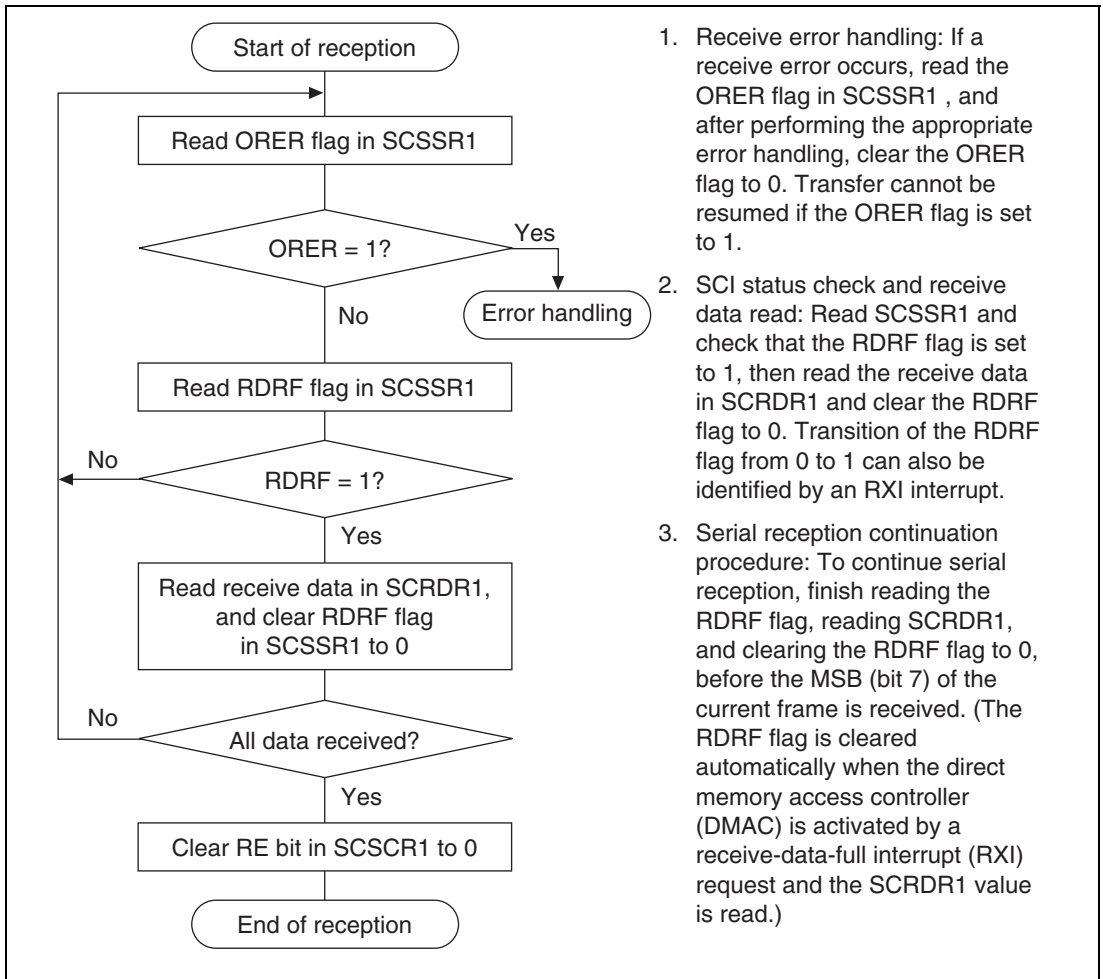 Start of reception
Read ORER flag in SCSSR1
ORER = 1?
Yes
Error handling
No
Read RDRF flag in SCSSR1
No
RDRF = 1?
Yes
Read receive data in SCRDR1,
and clear RDRF flag
in SCSSR1 to 0
No
All data received?
Yes
Clear RE bit in SCSCR1 to 0
End of reception
1. Receive error handling: If a
receive error occurs, read the
ORER flag in SCSSR1 , and
after performing the appropriate
error handling, clear the ORER
flag to 0. Transfer cannot be
resumed if the ORER flag is set
to 1.
2. SCI status check and receive
data read: Read SCSSR1 and
check that the RDRF flag is set
to 1, then read the receive data
in SCRDR1 and clear the RDRF
flag to 0. Transition of the RDRF
flag from 0 to 1 can also be
identified by an RXI interrupt.
3. Serial reception continuation
procedure: To continue serial
reception, finish reading the
RDRF flag, reading SCRDR1,
and clearing the RDRF flag to 0,
before the MSB (bit 7) of the
current frame is received. (The
RDRF flag is cleared
automatically when the direct
memory access controller
(DMAC) is activated by a
receive-data-full interrupt (RXI)
request and the SCRDR1 value
is read.)